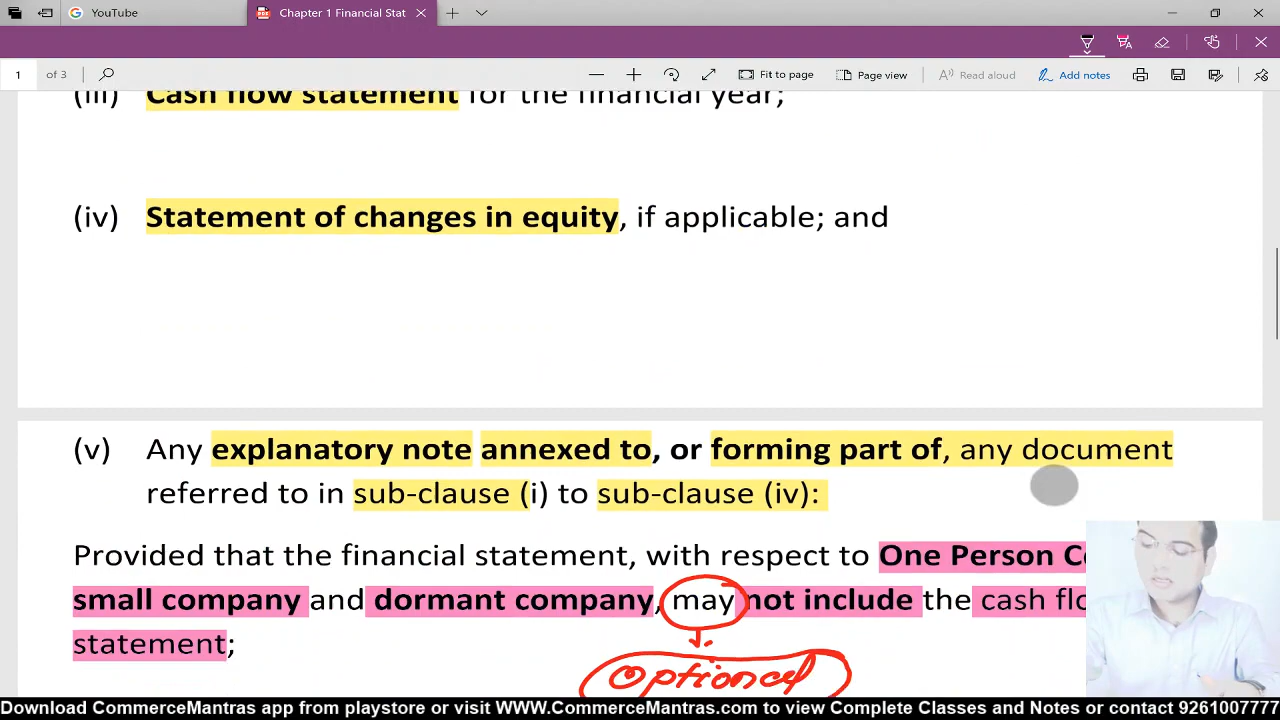 YouTube
Chapter 1 Financial Stat
1 of 3
Fit to page
Page view
Read aloud
Add notes
(iii) Cash flow statement for the financial year;
(iv) Statement of changes in equity, if applicable; and
(v) Any explanatory note annexed to, or forming part of, any document
referred to in sub-clause (i) to sub-clause (iv):
Provided that the financial statement, with respect to One Person
small company and dormant company, may not include the cash
statement;
Optional
Download CommerceMantras app from playstore or visit WWW.CommerceMantras.com to view Complete Classes and Notes or contact 9261007777